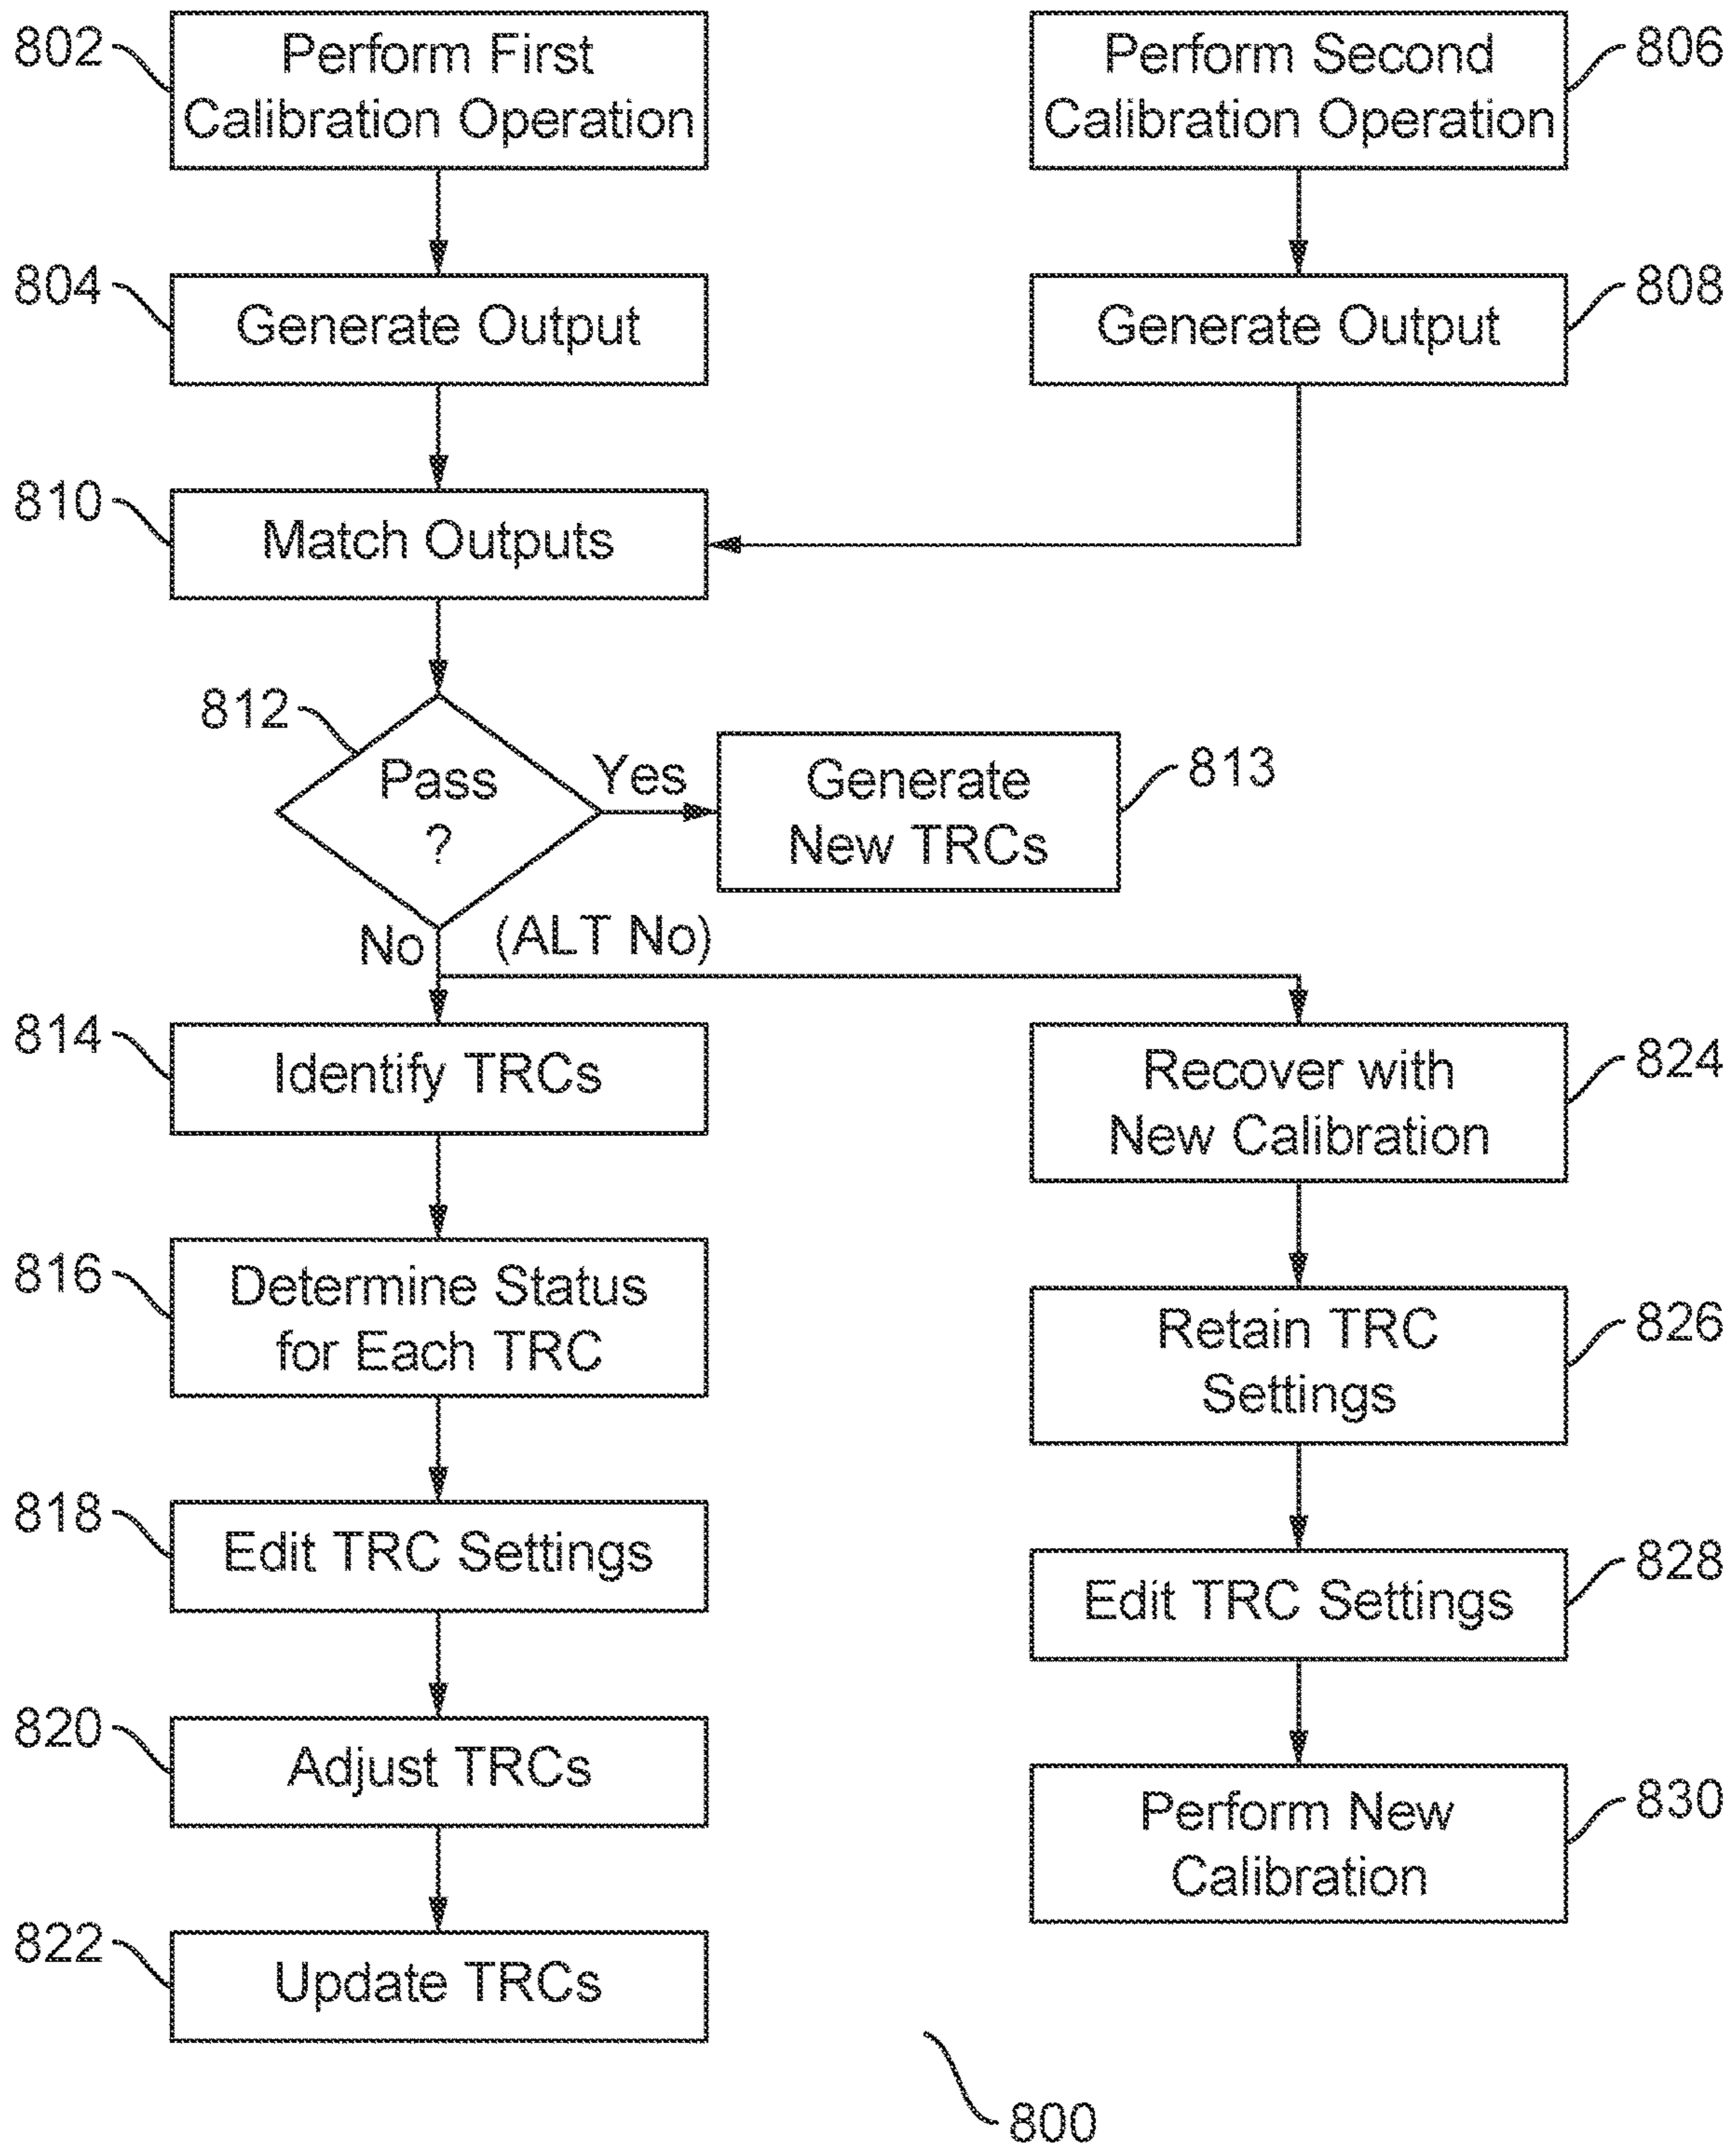 802
Perform First
Calibration Operation
Perform Second
Calibration Operation
806
804
Generate Output
Generate Output
808
810
Match Outputs
812
Pass
?
Yes
Generate
New TRCs
813
No
(ALT No)
814
Identify TRCs
Recover with
New Calibration
824
816
Determine Status
for Each TRC
Retain TRC
Settings
826
818
Edit TRC Settings
Edit TRC Settings
828
820
Adjust TRCs
Perform New
Calibration
830
822
Update TRCs
800